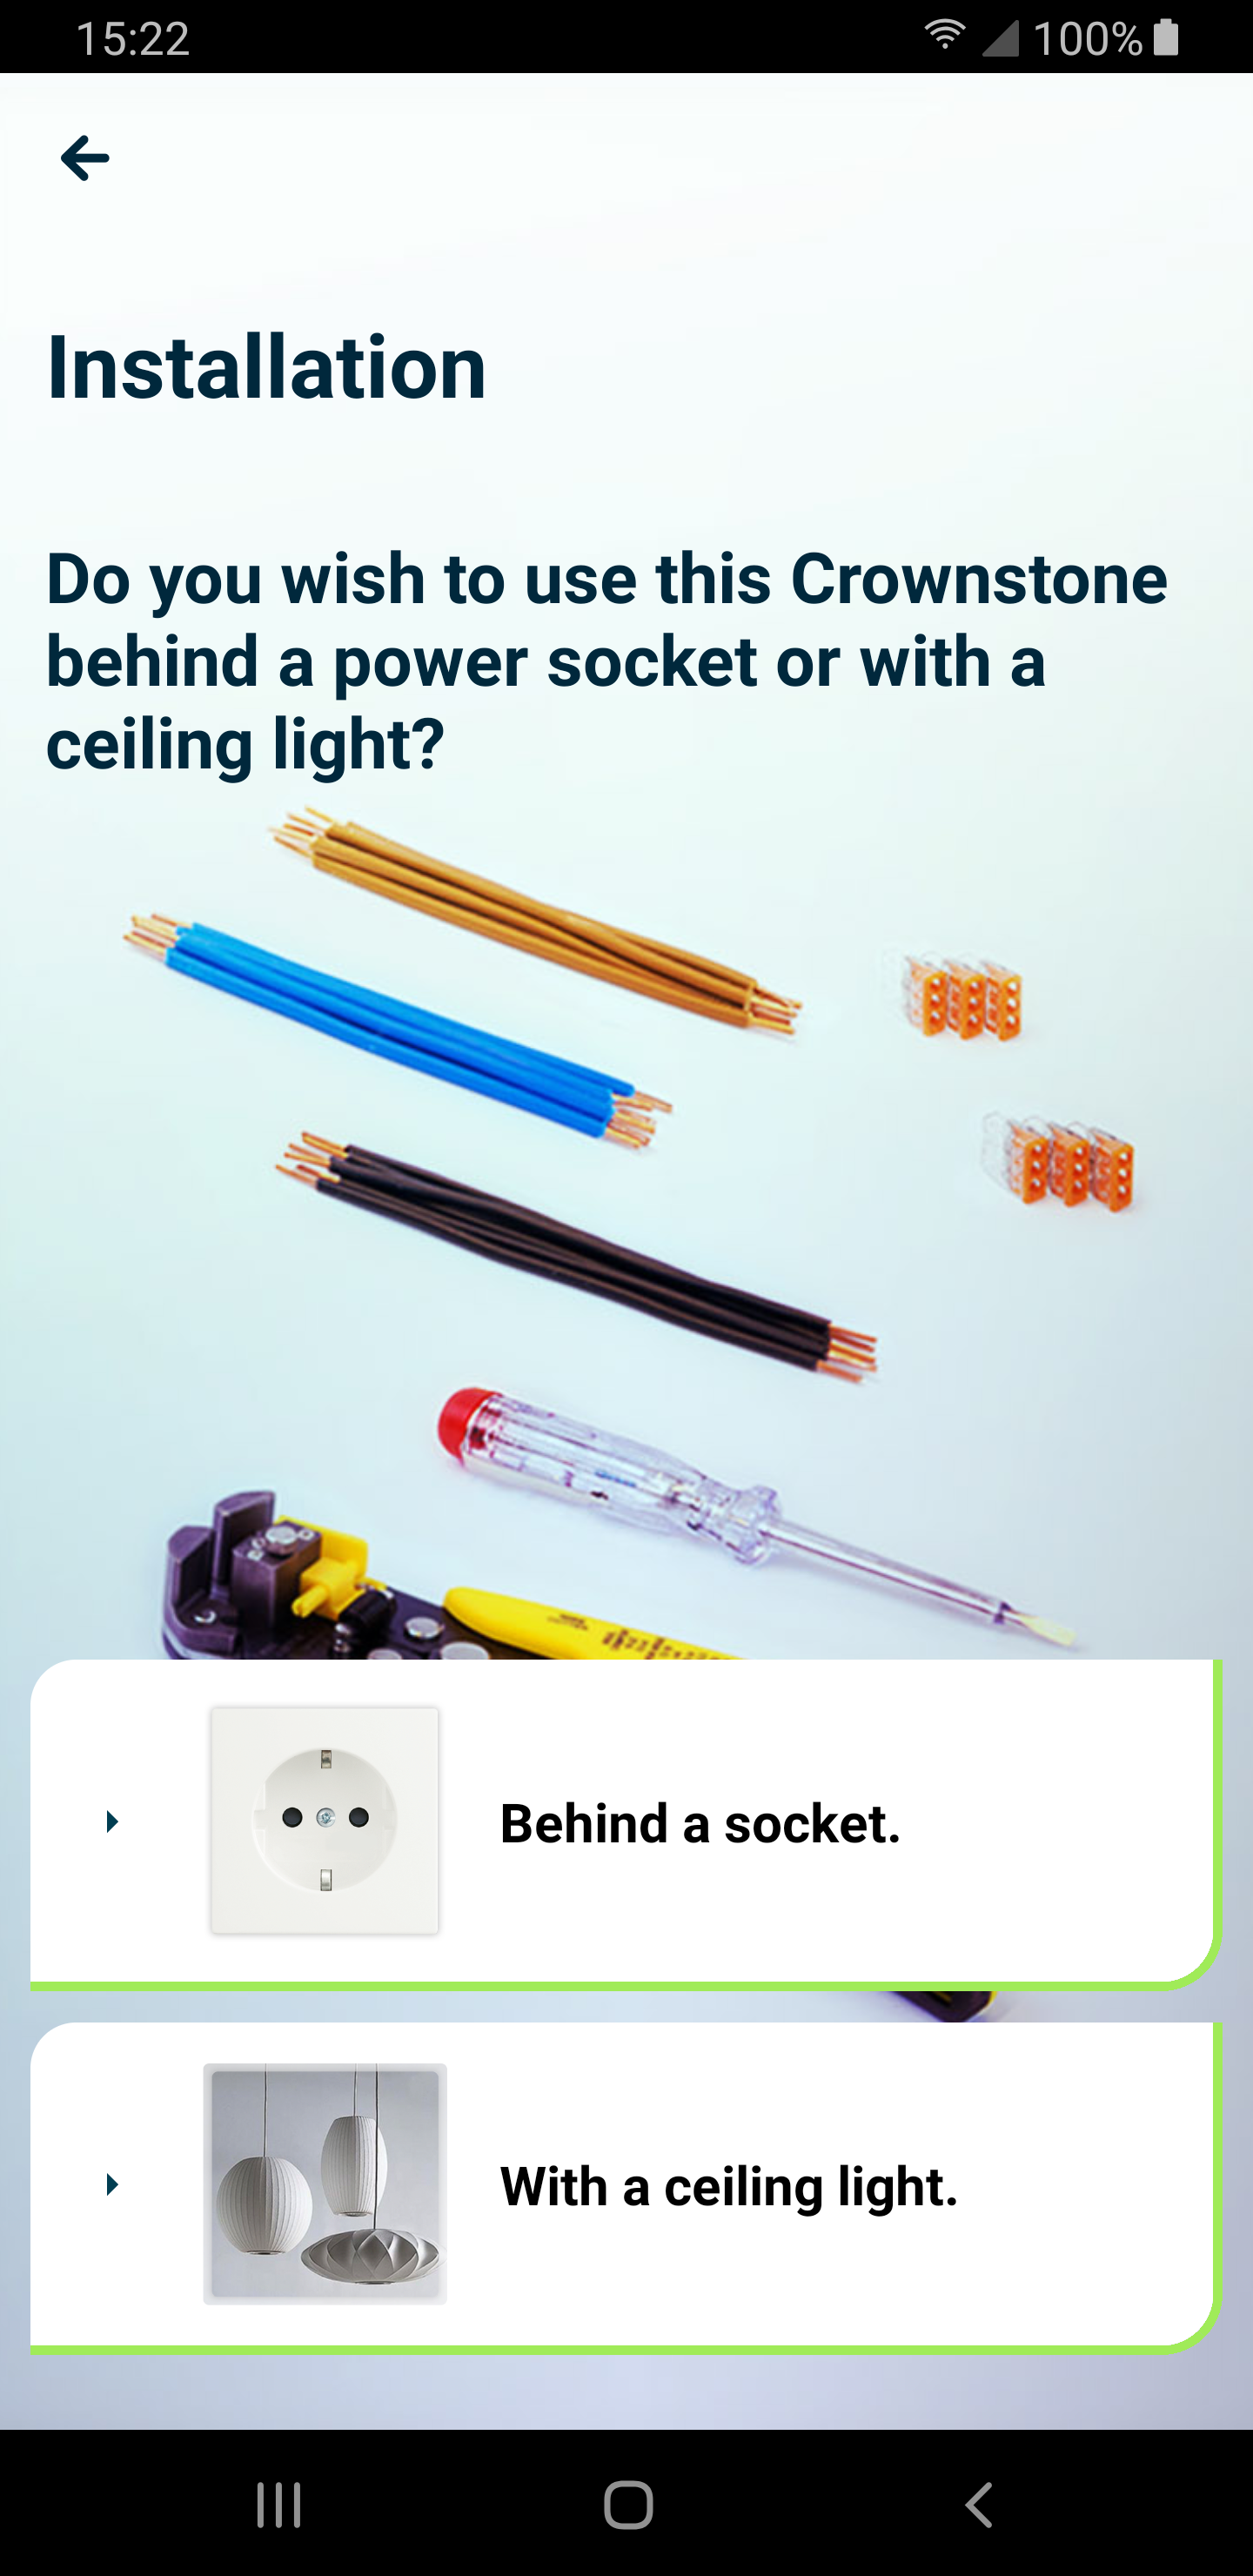 15:22
100%
Installation
Do you wish to use this Crownstone
behind a power socket or with a
ceiling light?
Behind a socket.
With a ceiling light.